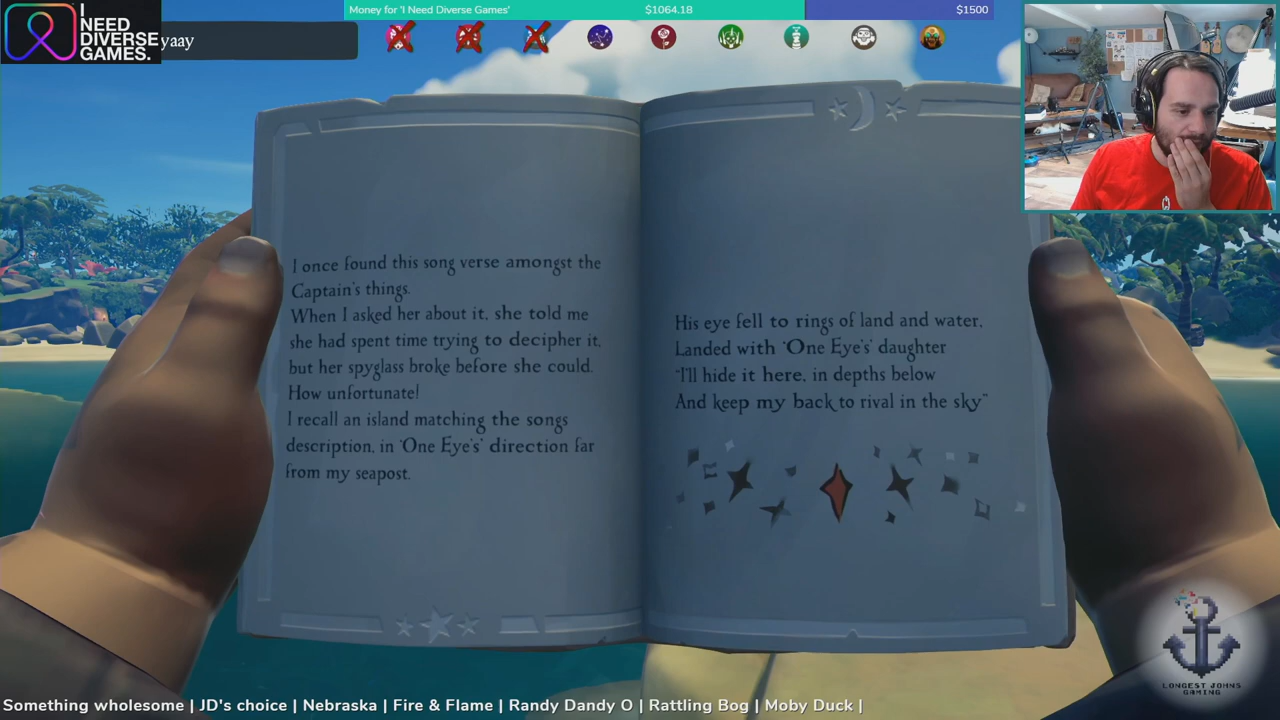 I NEED DIVERSE GAMES.
yaay
Money for 'I Need Diverse Games'
$1064.18
$1500
I once found this song verse amongst the
Captain's things.
When I asked her about it, she told me
she had spent time trying to decipher it,
but her spyglass broke before she could.
How unfortunate!
I recall an island matching the songs
description, in 'One Eye's' direction far
from my seapost.
His eye fell to rings of land and water,
Landed with 'One Eye's' daughter
"I'll hide it here, in depths below
And keep my back to rival in the sky"
LONGEST JOHNS
GAMING
Something wholesome | JD's choice | Nebraska | Fire & Flame | Randy Dandy O | Rattling Bog | Moby Duck |